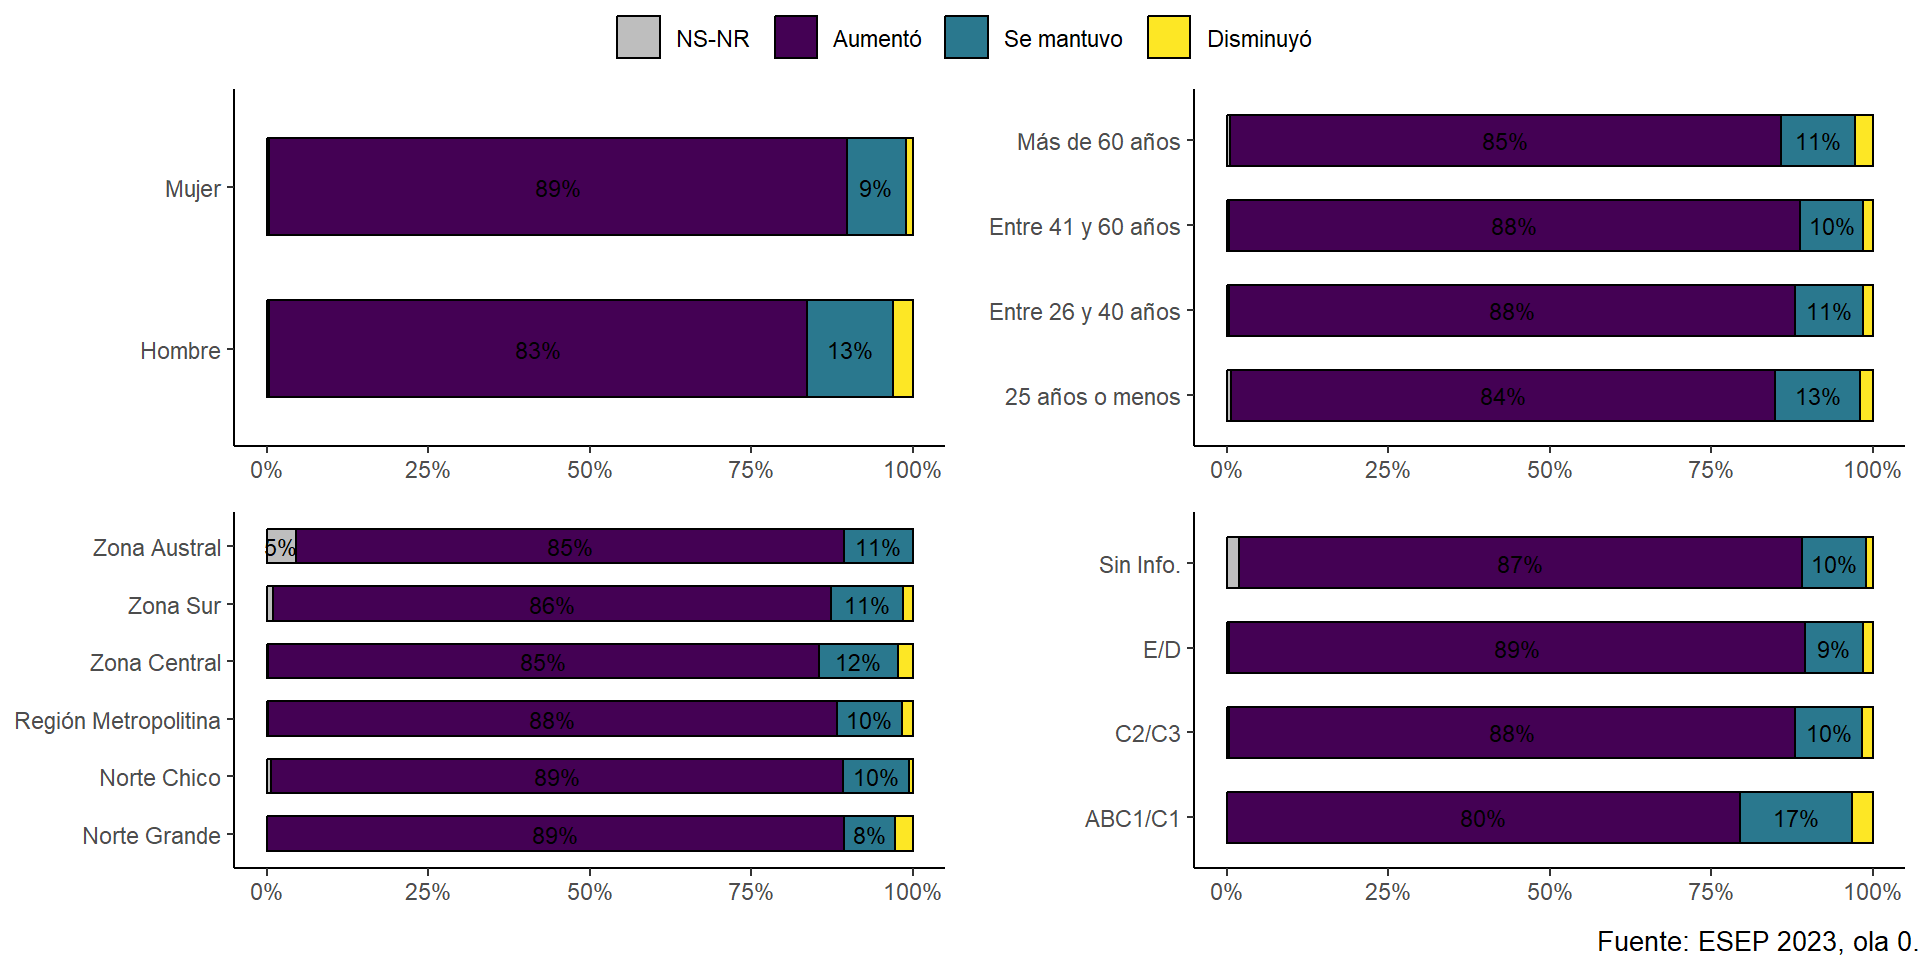 NS-NR Aumentó Se mantuvo Disminuyó
Mujer 89% 9%
Hombre 83% 13%
0% 25% 50% 75% 100%
Más de 60 años 85% 11%
Entre 41 y 60 años 88% 10%
Entre 26 y 40 años 88% 11%
25 años o menos 84% 13%
0% 25% 50% 75% 100%
Zona Austral 5% 85% 11%
Zona Sur 86% 11%
Zona Central 85% 12%
Región Metropolitina 88% 10%
Norte Chico 89% 10%
Norte Grande 89% 8%
0% 25% 50% 75% 100%
Sin Info. 87% 10%
E/D 89% 9%
C2/C3 88% 10%
ABC1/C1 80% 17%
0% 25% 50% 75% 100%
Fuente: ESEP 2023, ola 0.